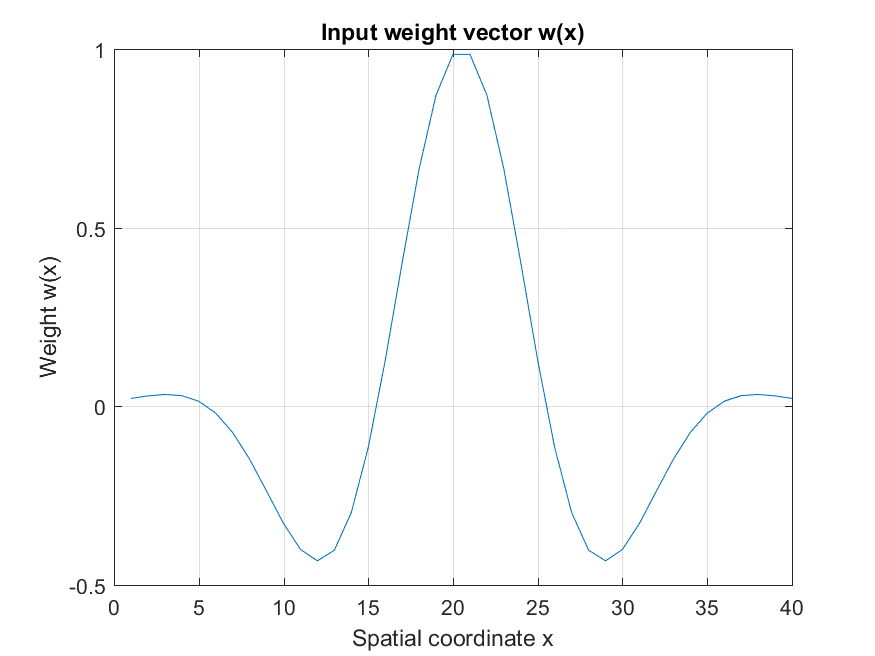 Input weight vector w(x)
1
0.5
0
-0.5
Weight w(x)
0 5 10 15 20 25 30 35 40
Spatial coordinate x